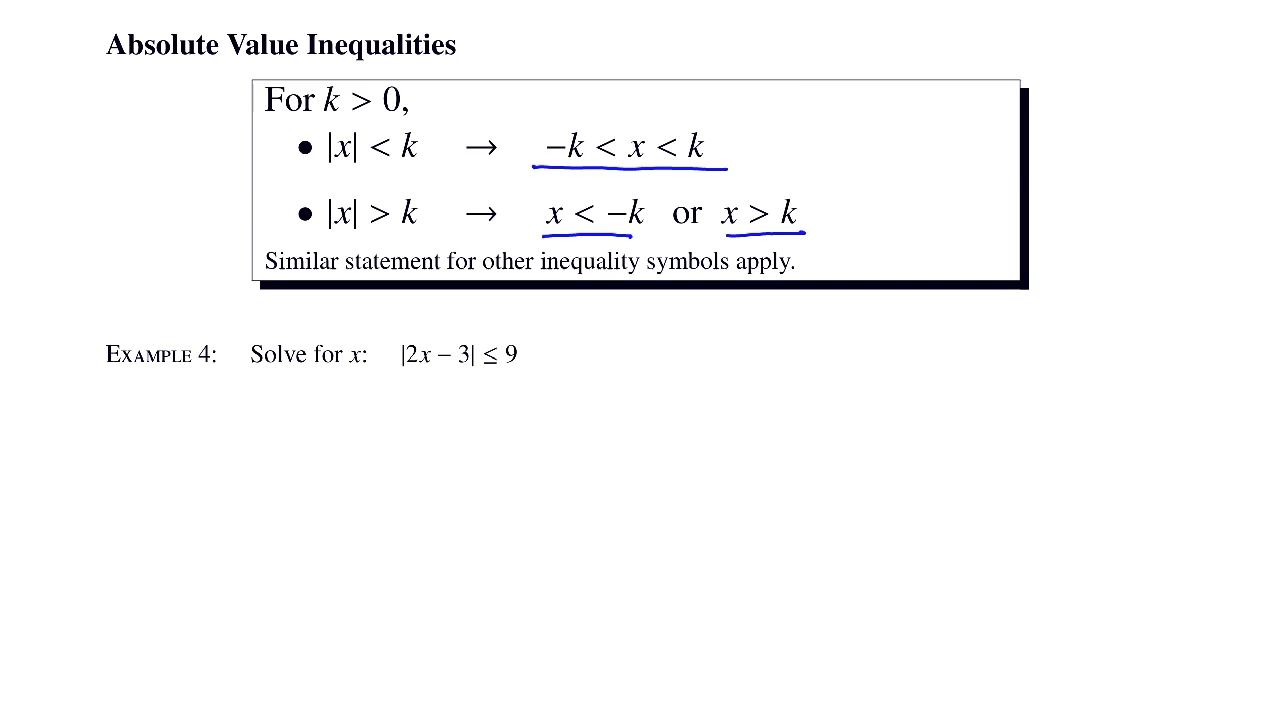 Absolute Value Inequalities
For k > 0,
• |x| < k → −k < x < k
• |x| > k → x < −k or x > k
Similar statement for other inequality symbols apply.
EXAMPLE 4: Solve for x: |2x − 3| ≤ 9